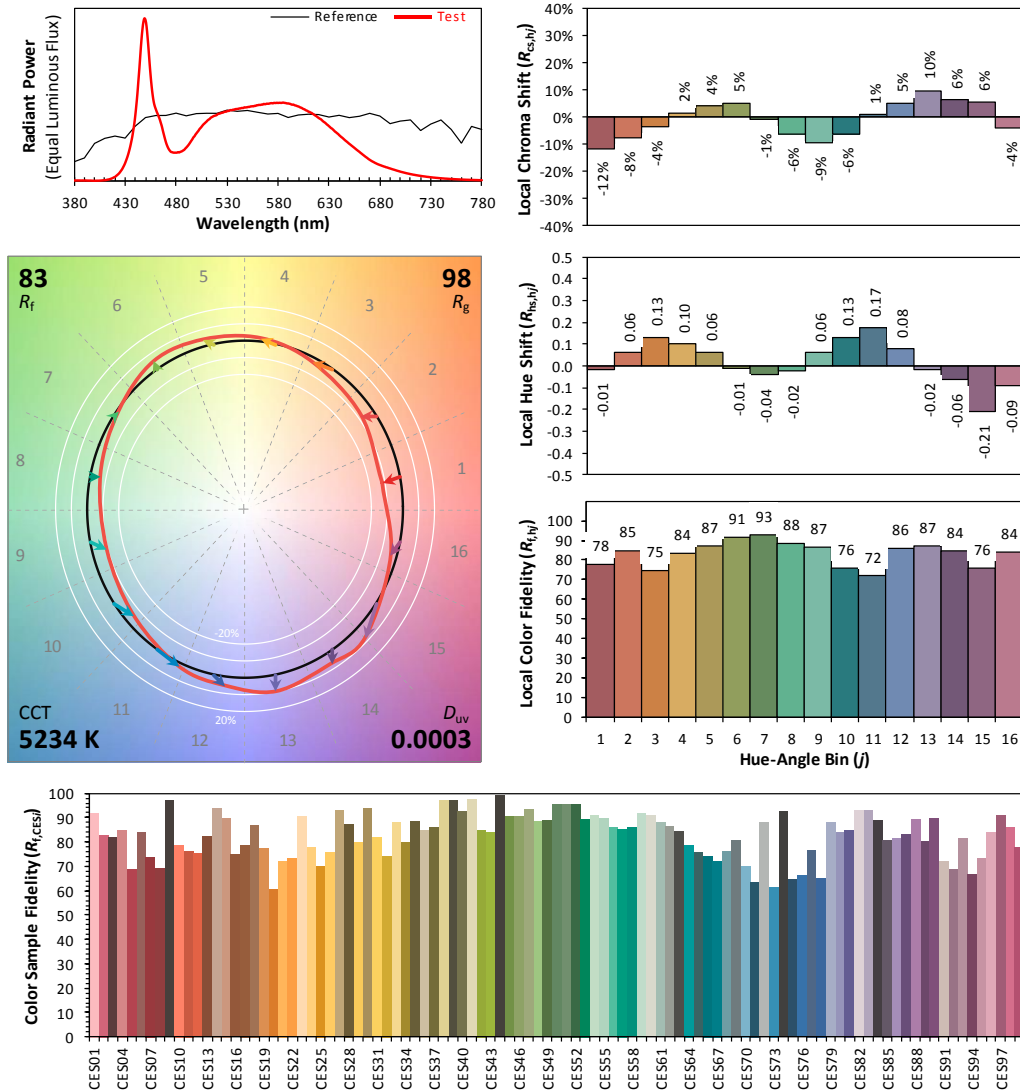 Reference
Test
Radiant Power
(Equal Luminous Flux
380 430 480 530 580 630 680 730 780
Wavelength (nm)
Local Chroma Shift (Rcs,hj)
40%
30%
20%
10%
0%
-10%
-20%
-30%
-40%
-12% -8% -4% 2% 4% 5% -1% -6% -9% -6% 1% 5% 10% 6% 6% -4%
83
Rf
98
Rg
5 4
6 3
7 2
8 1
9 16
10 15
11 14
12 13
-20%
20%
CCT
5234 K
Duv
0.0003
Local Hue Shift (Rhs,hj)
0.5
0.4
0.3
0.2
0.1
0.0
-0.1
-0.2
-0.3
-0.4
-0.5
-0.01 0.06 0.13 0.10 0.06 -0.01 -0.04 -0.02 0.06 0.13 0.17 0.08 -0.02 -0.06 -0.21 -0.09
Local Color Fidelity (Rf,hj)
100
90
80
70
60
50
40
30
20
10
0
78 85 75 84 87 91 93 88 87 76 72 86 87 84 76 84
1 2 3 4 5 6 7 8 9 10 11 12 13 14 15 16
Hue-Angle Bin (j)
Color Sample Fidelity (Rf,CESi)
100
90
80
70
60
50
40
30
20
10
0
CES01 CES04 CES07 CES10 CES13 CES16 CES19 CES22 CES25 CES28 CES31 CES34 CES37 CES40 CES43 CES46 CES49 CES52 CES55 CES58 CES61 CES64 CES67 CES70 CES73 CES76 CES79 CES82 CES85 CES88 CES91 CES94 CES97